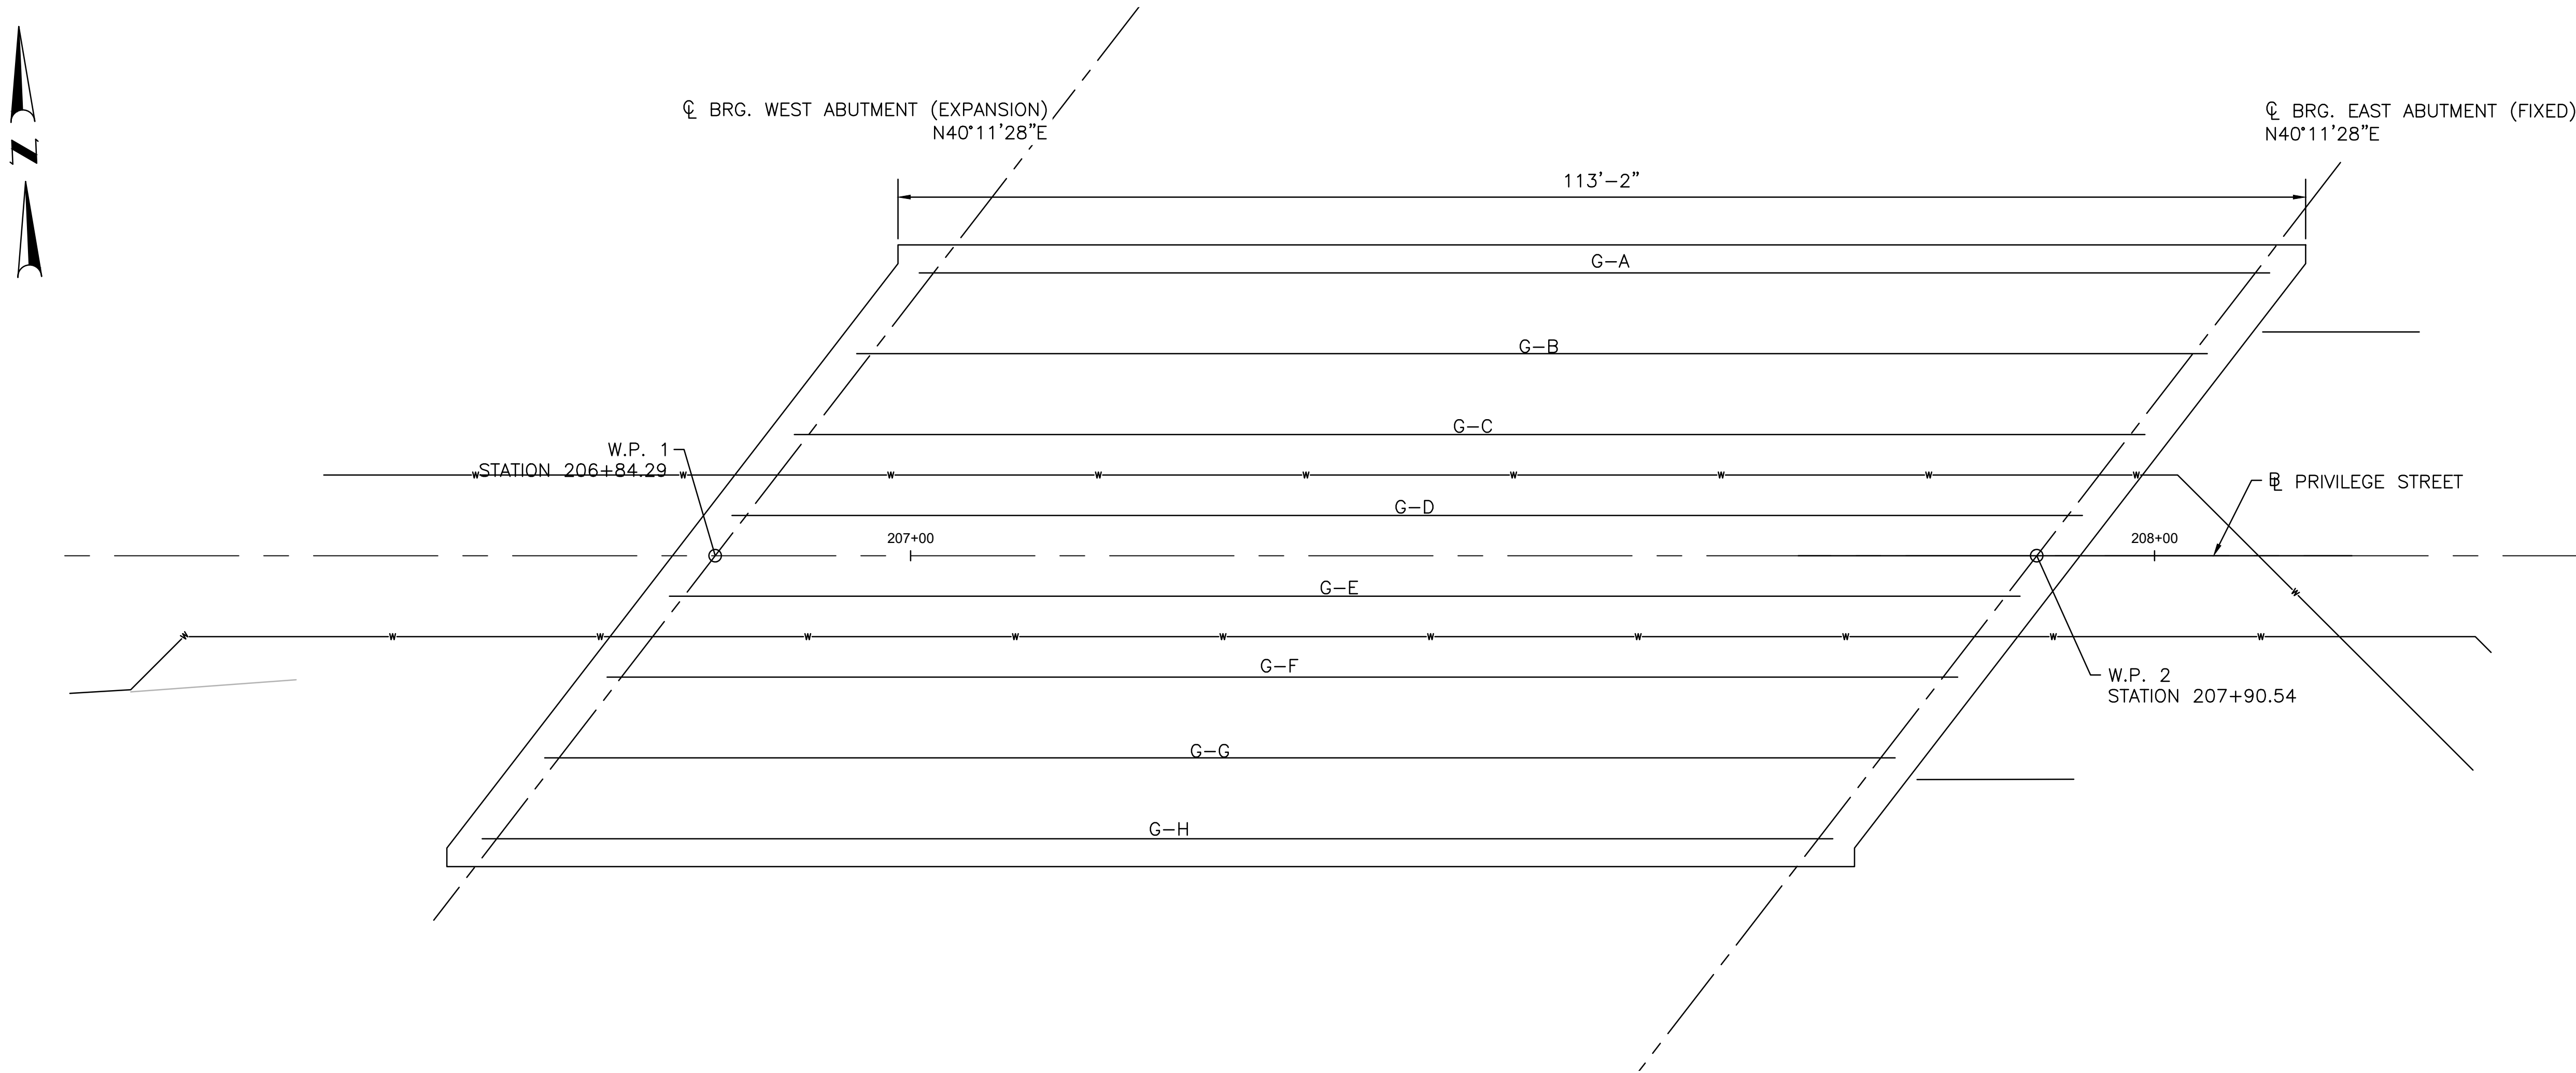 ℄ BRG. WEST ABUTMENT (EXPANSION)
N40°11'28"E
℄ BRG. EAST ABUTMENT (FIXED)
N40°11'28"E
N
113'-2"
G-A
G-B
G-C
W.P. 1
STATION 206+84.29
W W W W W W W W W
G-D
BL PRIVILEGE STREET
207+00
208+00
G-E
W
W W W W W W W W W W W
G-F
W.P. 2
STATION 207+90.54
G-G
G-H